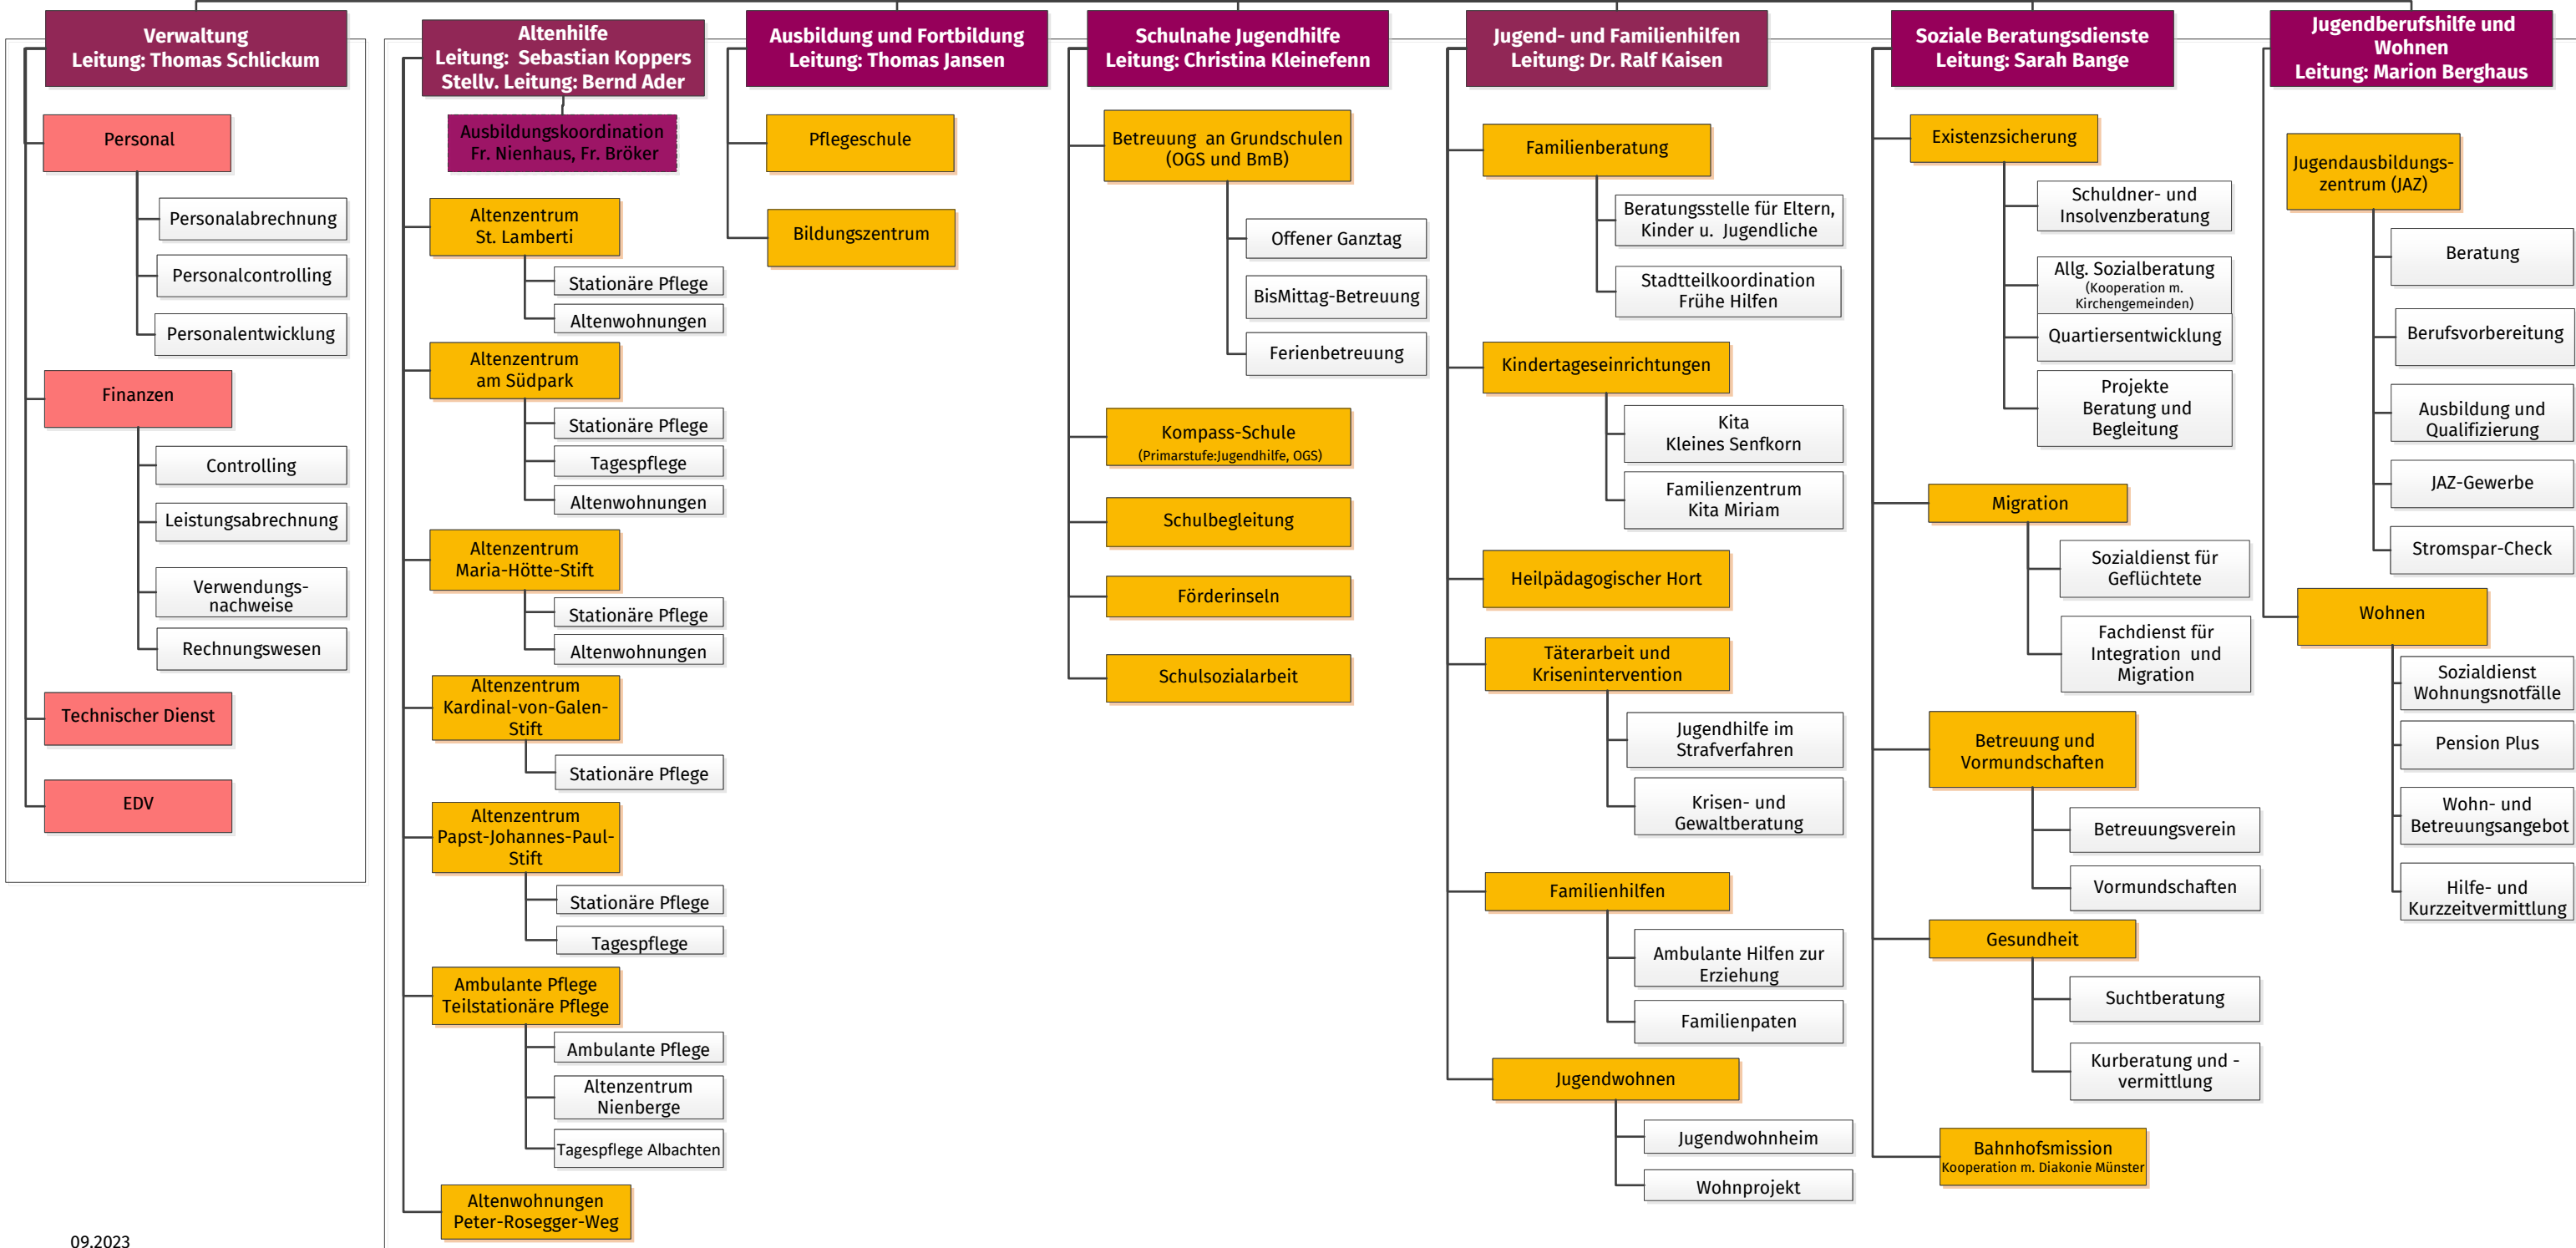 Verwaltung
Leitung: Thomas Schlickum
Personal
Personalabrechnung
Personalcontrolling
Personalentwicklung
Finanzen
Controlling
Leistungsabrechnung
Verwendungs-
nachweise
Rechnungswesen
Technischer Dienst
EDV
Altenhilfe
Leitung: Sebastian Koppers
Stellv. Leitung: Bernd Ader
Ausbildungskoordination
Fr. Nienhaus, Fr. Bröker
Altenzentrum
St. Lamberti
Stationäre Pflege
Altenwohnungen
Altenzentrum
am Südpark
Stationäre Pflege
Tagespflege
Altenwohnungen
Altenzentrum
Maria-Hötte-Stift
Stationäre Pflege
Altenwohnungen
Altenzentrum
Kardinal-von-Galen-
Stift
Stationäre Pflege
Altenzentrum
Papst-Johannes-Paul-
Stift
Stationäre Pflege
Tagespflege
Ambulante Pflege
Teilstationäre Pflege
Ambulante Pflege
Altenzentrum
Nienberge
Tagespflege Albachten
Altenwohnungen
Peter-Rosegger-Weg
Ausbildung und Fortbildung
Leitung: Thomas Jansen
Pflegeschule
Bildungszentrum
Schulnahe Jugendhilfe
Leitung: Christina Kleinefenn
Betreuung an Grundschulen
(OGS und BmB)
Offener Ganztag
BisMittag-Betreuung
Ferienbetreuung
Kompass-Schule
(Primarstufe:Jugendhilfe, OGS)
Schulbegleitung
Förderinseln
Schulsozialarbeit
Jugend- und Familienhilfen
Leitung: Dr. Ralf Kaisen
Familienberatung
Beratungsstelle für Eltern,
Kinder u. Jugendliche
Stadtteilkoordination
Frühe Hilfen
Kindertageseinrichtungen
Kita
Kleines Senfkorn
Familienzentrum
Kita Miriam
Heilpädagogischer Hort
Täterarbeit und
Krisenintervention
Jugendhilfe im
Strafverfahren
Krisen- und
Gewaltberatung
Familienhilfen
Ambulante Hilfen zur
Erziehung
Familienpaten
Jugendwohnen
Jugendwohnheim
Wohnprojekt
Soziale Beratungsdienste
Leitung: Sarah Bange
Existenzsicherung
Schuldner- und
Insolvenzberatung
Allg. Sozialberatung
(Kooperation m.
Kirchengemeinden)
Quartiersentwicklung
Projekte
Beratung und
Begleitung
Migration
Sozialdienst für
Geflüchtete
Fachdienst für
Integration und
Migration
Betreuung und
Vormundschaften
Betreuungsverein
Vormundschaften
Gesundheit
Suchtberatung
Kurberatung und -
vermittlung
Bahnhofsmission
Kooperation m. Diakonie Münster
Jugendberufshilfe und
Wohnen
Leitung: Marion Berghaus
Jugendausbildungs-
zentrum (JAZ)
Beratung
Berufsvorbereitung
Ausbildung und
Qualifizierung
JAZ-Gewerbe
Stromspar-Check
Wohnen
Sozialdienst
Wohnungsnotfälle
Pension Plus
Wohn- und
Betreuungsangebot
Hilfe- und
Kurzzeitvermittlung
09.2023